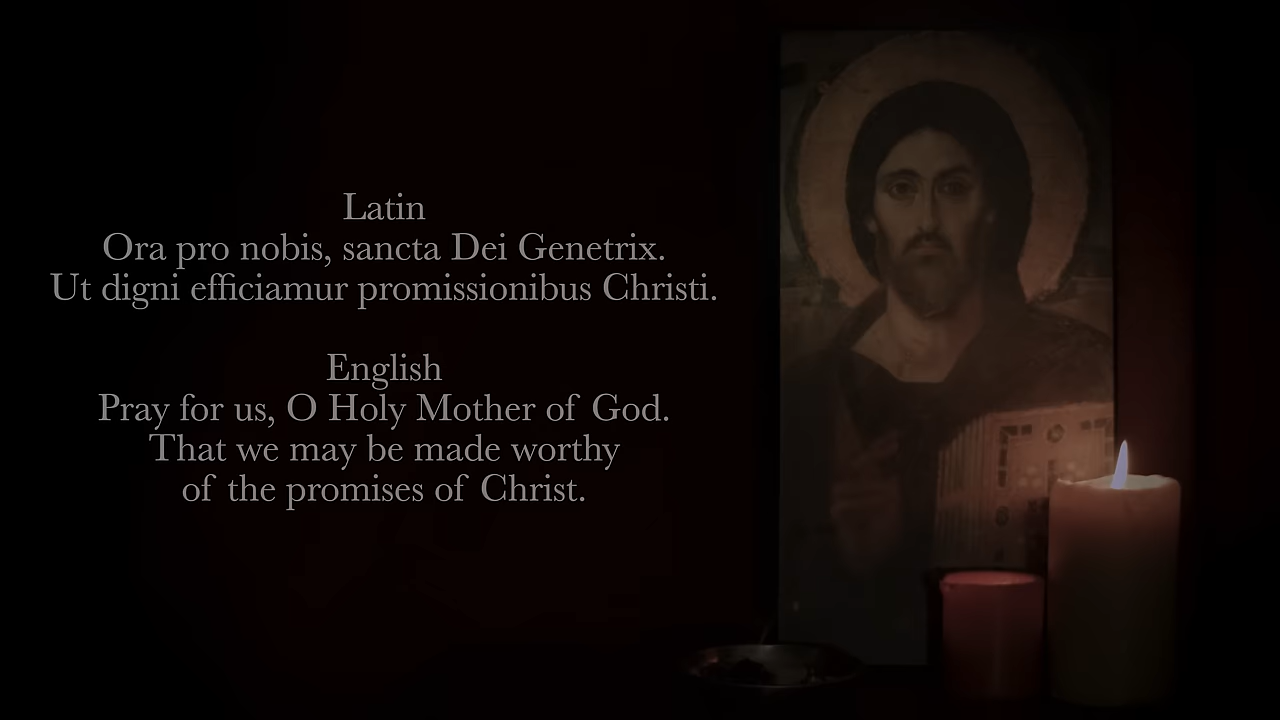 Latin
Ora pro nobis, sancta Dei Genetrix.
Ut digni efficiamur promissionibus Christi.
English
Pray for us, O Holy Mother of God.
That we may be made worthy
of the promises of Christ.